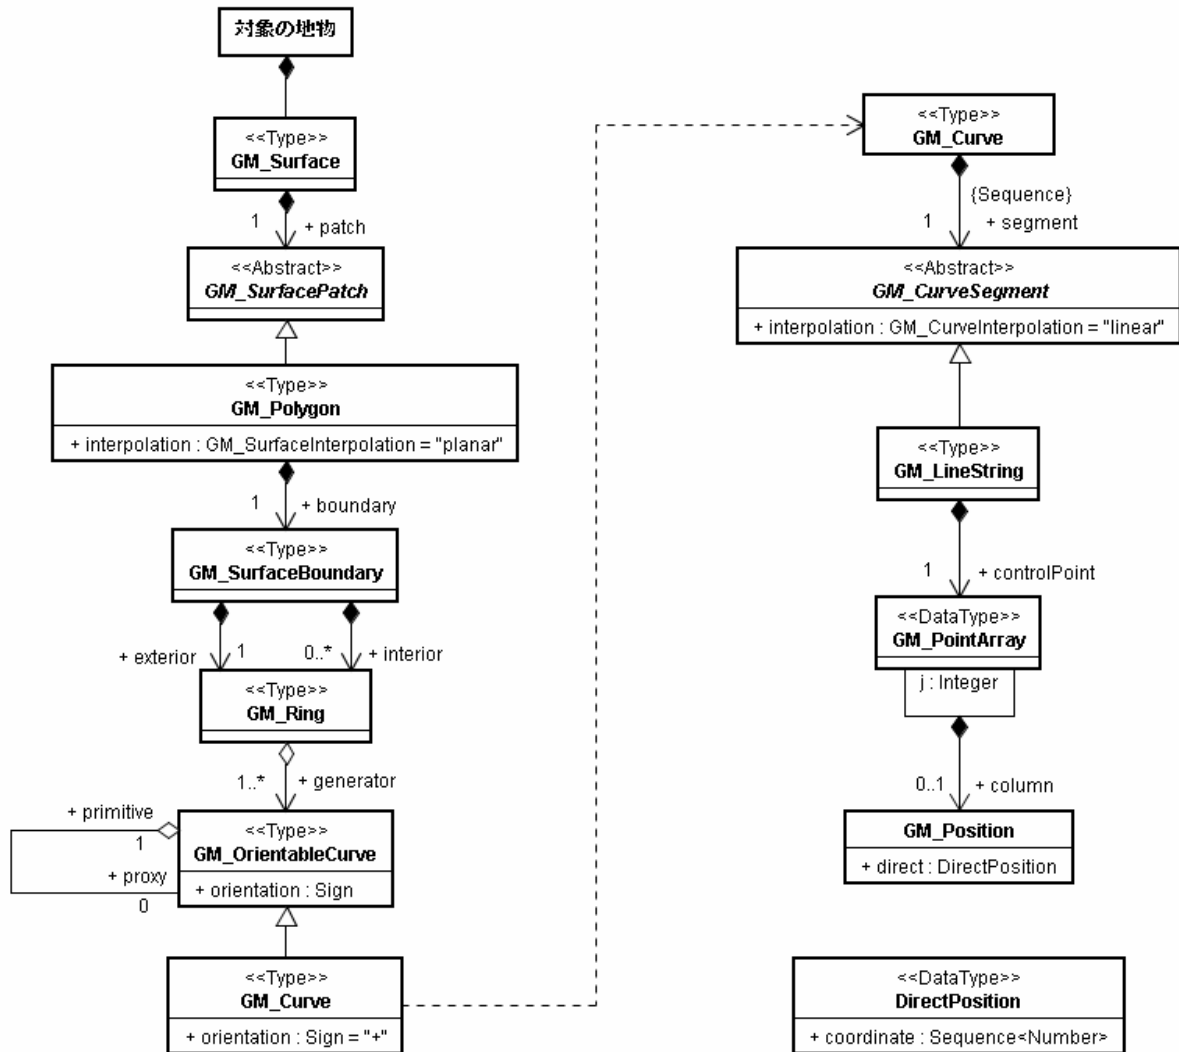 対象の地物
<<Type>>
GM_Surface
1
+ patch
<<Abstract>>
GM_SurfacePatch
<<Type>>
GM_Polygon
+ interpolation : GM_SurfaceInterpolation = "planar"
1
+ boundary
<<Type>>
GM_SurfaceBoundary
+ exterior
1
0..*
+ interior
<<Type>>
GM_Ring
1..*
+ generator
+ primitive
1
+ proxy
0
<<Type>>
GM_OrientableCurve
+ orientation : Sign
<<Type>>
GM_Curve
+ orientation : Sign = "+"
<<Type>>
GM_Curve
{Sequence}
1
+ segment
<<Abstract>>
GM_CurveSegment
+ interpolation : GM_CurveInterpolation = "linear"
<<Type>>
GM_LineString
1
+ controlPoint
<<DataType>>
GM_PointArray
j : Integer
0..1
+ column
GM_Position
+ direct : DirectPosition
<<DataType>>
DirectPosition
+ coordinate : Sequence<Number>